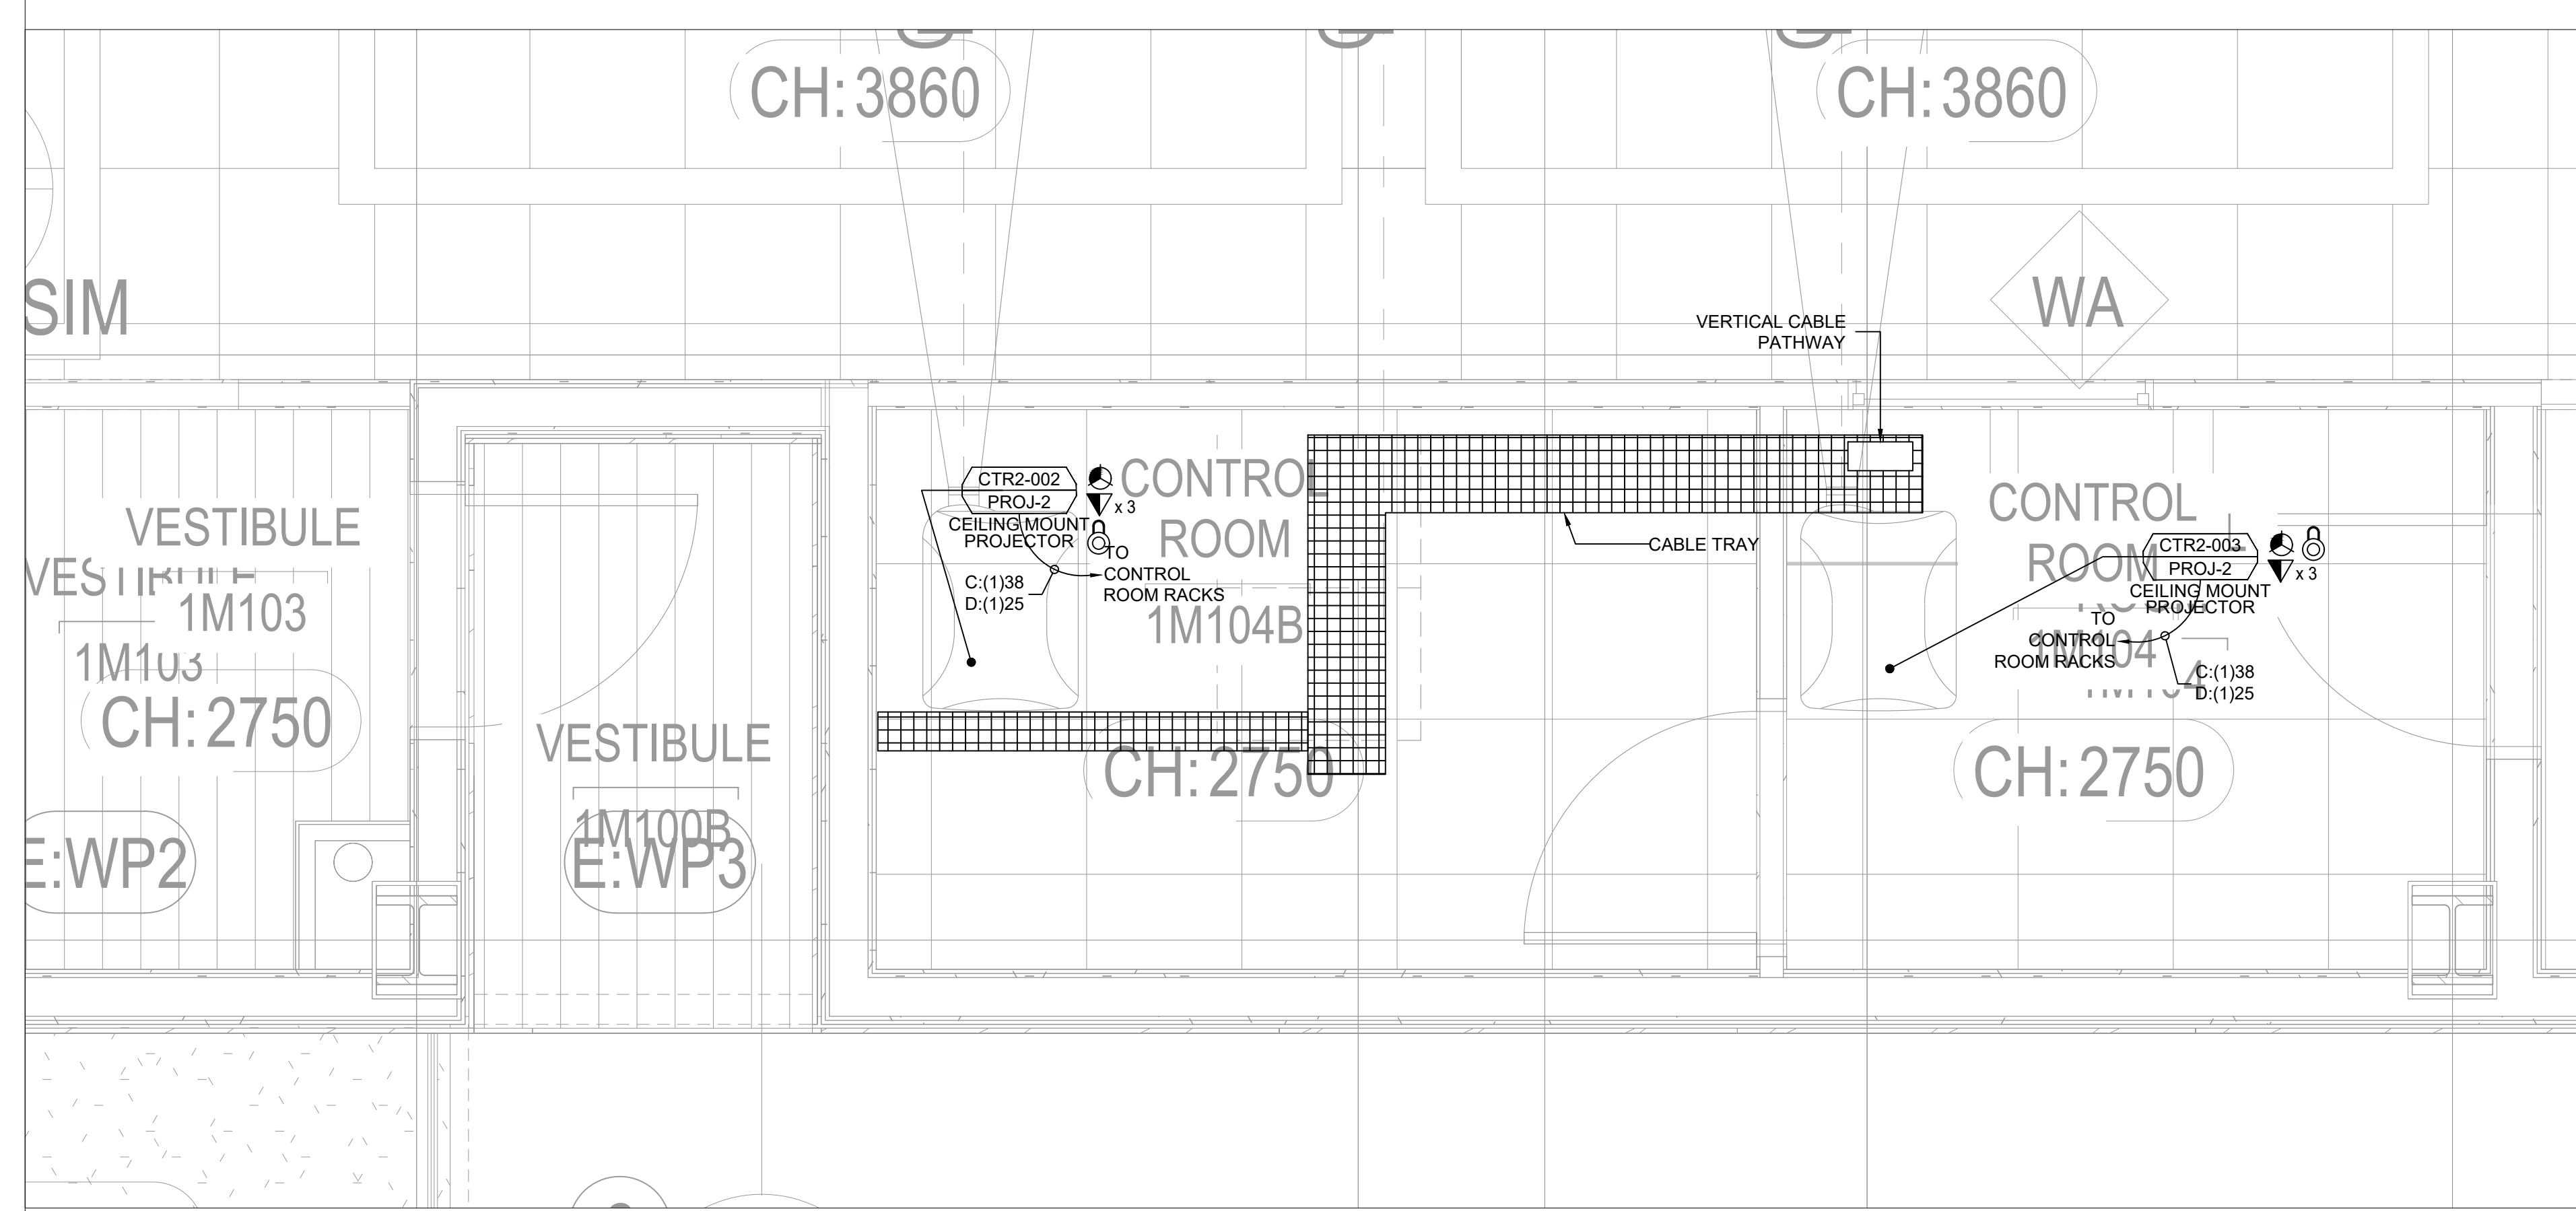 CH: 3860
CH: 3860
SIM
WA
VERTICAL CABLE
PATHWAY
CABLE TRAY
VESTIBULE
1M103
VESTIBULE
1M103
CH: 2750
E:WP2
VESTIBULE
1M100B
E:WP3
CTR2-002
PROJ-2
x 3
CEILING MOUNT
PROJECTOR
TO
CONTROL
ROOM RACKS
C:(1)38
D:(1)25
CONTROL
ROOM
1M104B
CH: 2750
CONTROL
ROOM
1M104
CTR2-003
PROJ-2
x 3
CEILING MOUNT
PROJECTOR
TO
CONTROL
ROOM RACKS
C:(1)38
D:(1)25
CH: 2750